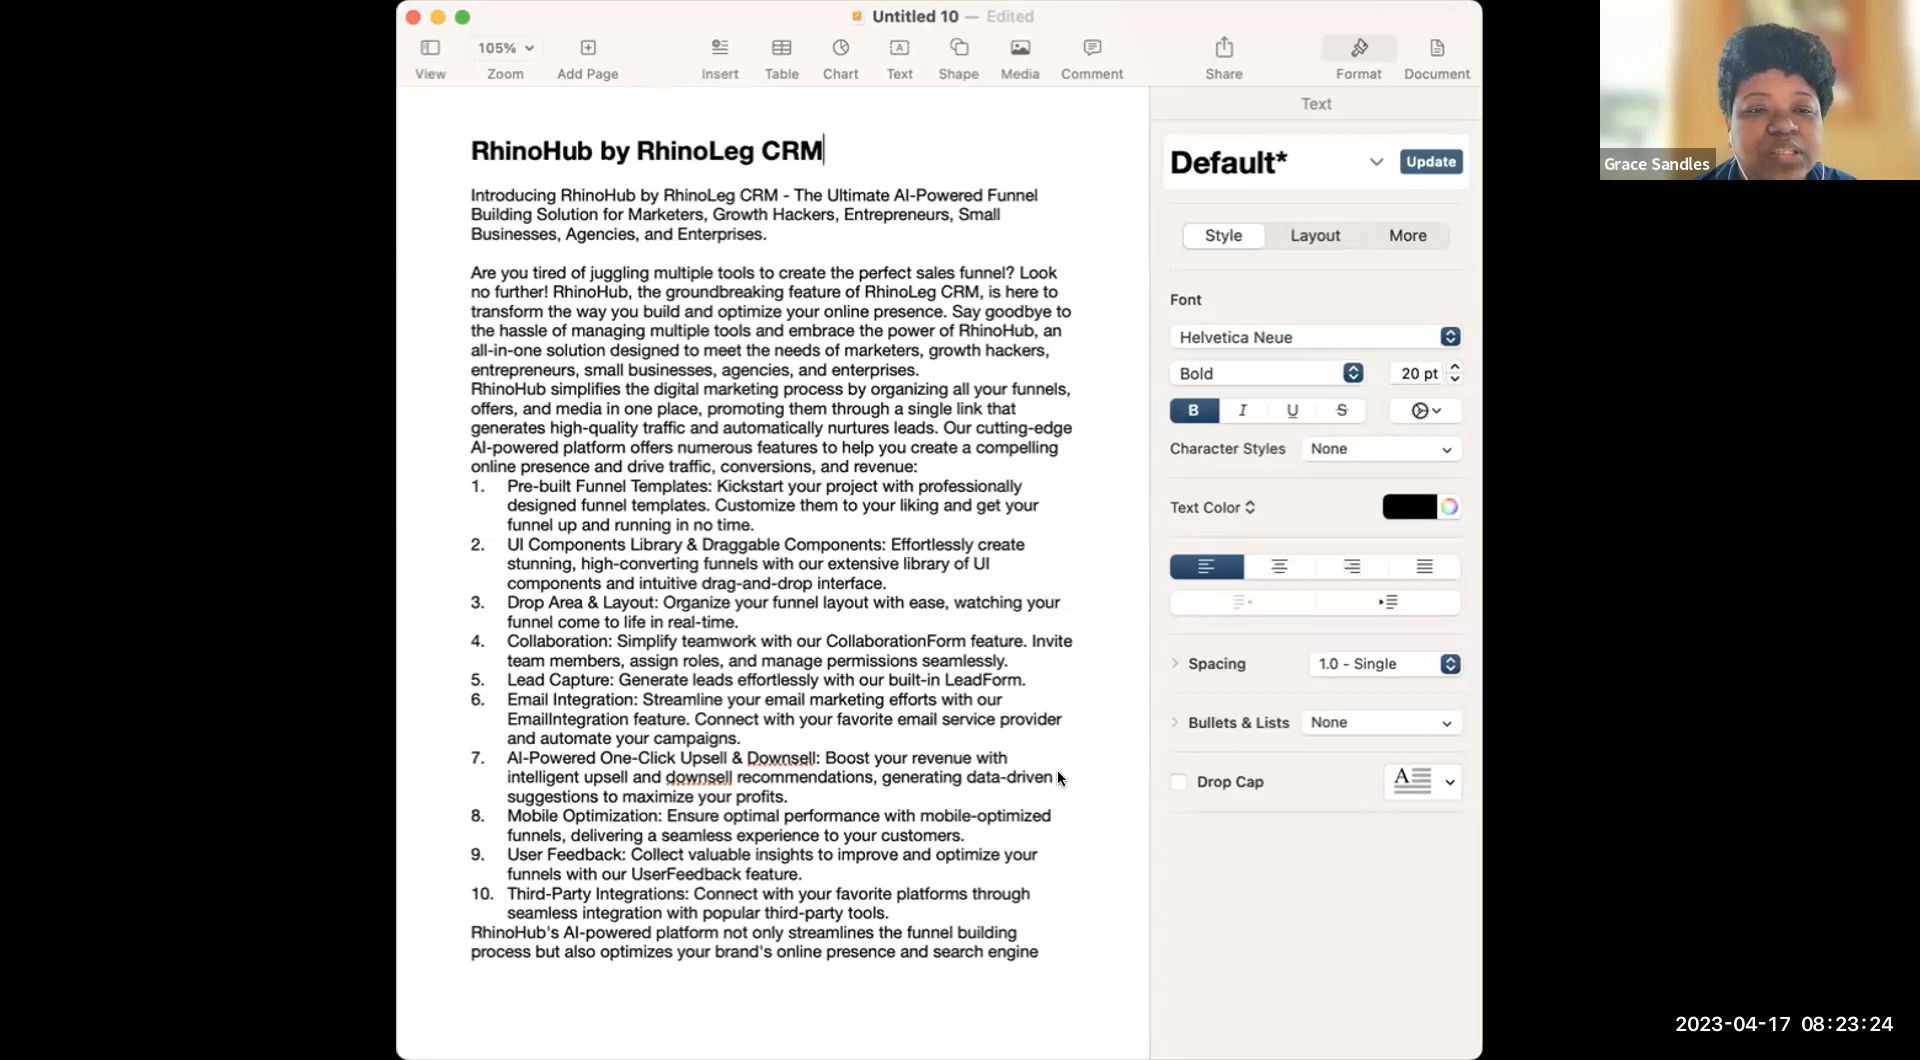 Untitled 10 — Edited
105%
View
Zoom
Add Page
Insert
Table
Chart
Text
Shape
Media
Comment
Share
Format
Document
RhinoHub by RhinoLeg CRM
Introducing RhinoHub by RhinoLeg CRM - The Ultimate AI-Powered Funnel
Building Solution for Marketers, Growth Hackers, Entrepreneurs, Small
Businesses, Agencies, and Enterprises.
Are you tired of juggling multiple tools to create the perfect sales funnel? Look
no further! RhinoHub, the groundbreaking feature of RhinoLeg CRM, is here to
transform the way you build and optimize your online presence. Say goodbye to
the hassle of managing multiple tools and embrace the power of RhinoHub, an
all-in-one solution designed to meet the needs of marketers, growth hackers,
entrepreneurs, small businesses, agencies, and enterprises.
RhinoHub simplifies the digital marketing process by organizing all your funnels,
offers, and media in one place, promoting them through a single link that
generates high-quality traffic and automatically nurtures leads. Our cutting-edge
AI-powered platform offers numerous features to help you create a compelling
online presence and drive traffic, conversions, and revenue:
1. Pre-built Funnel Templates: Kickstart your project with professionally
designed funnel templates. Customize them to your liking and get your
funnel up and running in no time.
2. UI Components Library & Draggable Components: Effortlessly create
stunning, high-converting funnels with our extensive library of UI
components and intuitive drag-and-drop interface.
3. Drop Area & Layout: Organize your funnel layout with ease, watching your
funnel come to life in real-time.
4. Collaboration: Simplify teamwork with our CollaborationForm feature. Invite
team members, assign roles, and manage permissions seamlessly.
5. Lead Capture: Generate leads effortlessly with our built-in LeadForm.
6. Email Integration: Streamline your email marketing efforts with our
EmailIntegration feature. Connect with your favorite email service provider
and automate your campaigns.
7. AI-Powered One-Click Upsell & Downsell: Boost your revenue with
intelligent upsell and downsell recommendations, generating data-driven
suggestions to maximize your profits.
8. Mobile Optimization: Ensure optimal performance with mobile-optimized
funnels, delivering a seamless experience to your customers.
9. User Feedback: Collect valuable insights to improve and optimize your
funnels with our UserFeedback feature.
10. Third-Party Integrations: Connect with your favorite platforms through
seamless integration with popular third-party tools.
RhinoHub's AI-powered platform not only streamlines the funnel building
process but also optimizes your brand's online presence and search engine
Text
Default*
Update
Style
Layout
More
Font
Helvetica Neue
Bold
20 pt
B I U S
Character Styles
None
Text Color
Spacing
1.0 - Single
Bullets & Lists
None
Drop Cap
A
Grace Sandles
2023-04-17 08:23:24